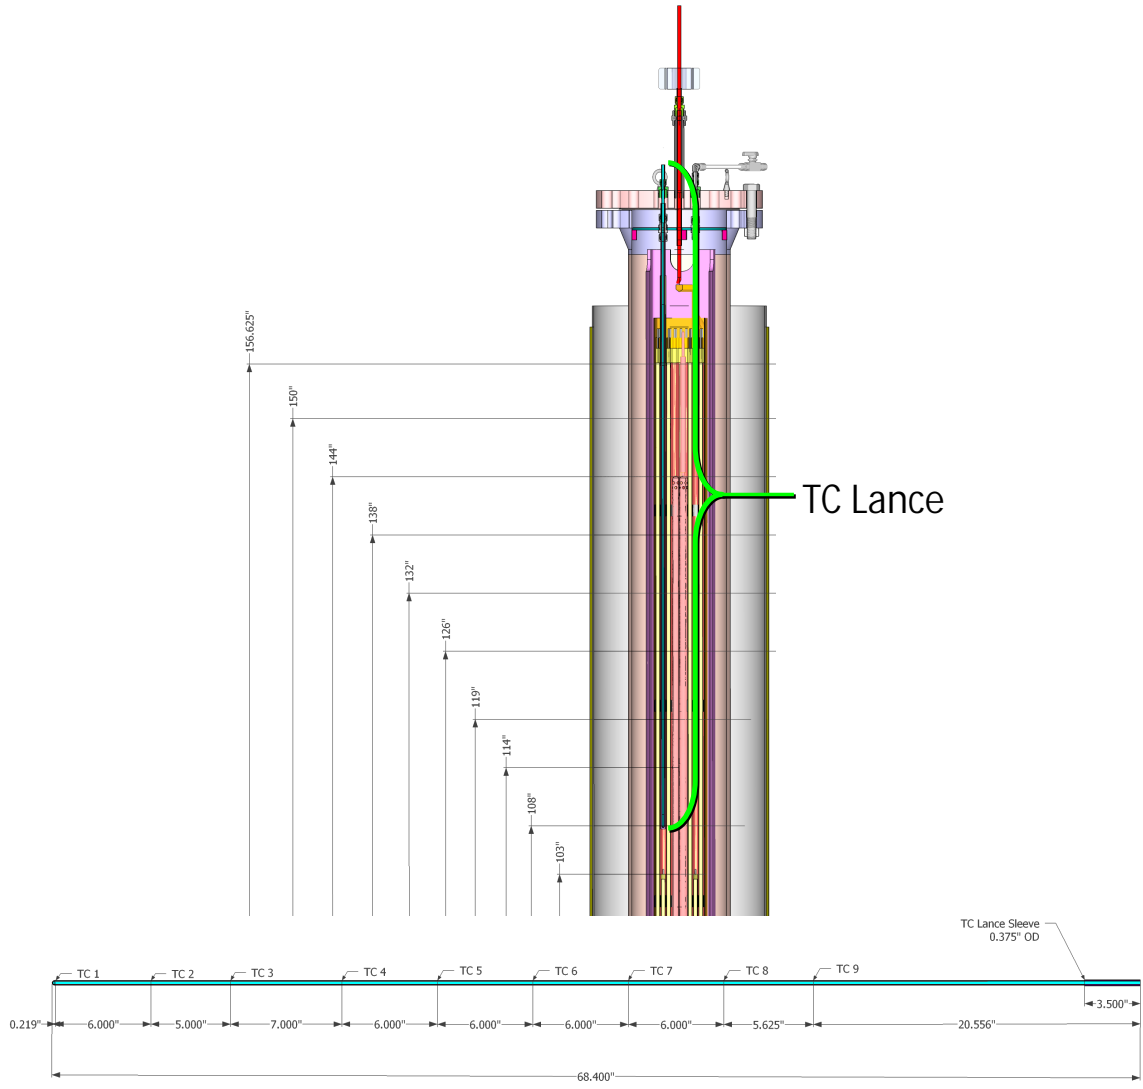 156.625"
150"
144"
138"
132"
126"
119"
114"
108"
103"
TC Lance
TC Lance Sleeve
0.375" OD
TC 1
TC 2
TC 3
TC 4
TC 5
TC 6
TC 7
TC 8
TC 9
3.500"
0.219"
6.000"
5.000"
7.000"
6.000"
6.000"
6.000"
6.000"
5.625"
20.556"
68.400"